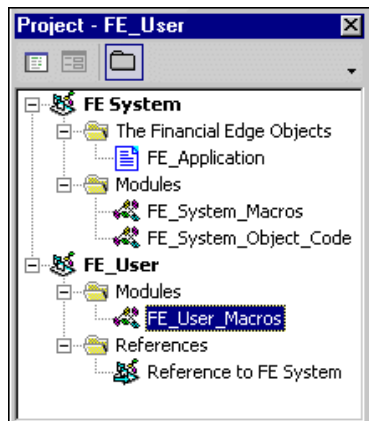 Project - FE_User
FE System
The Financial Edge Objects
FE_Application
Modules
FE_System_Macros
FE_System_Object_Code
FE_User
Modules
FE_User_Macros
References
Reference to FE System